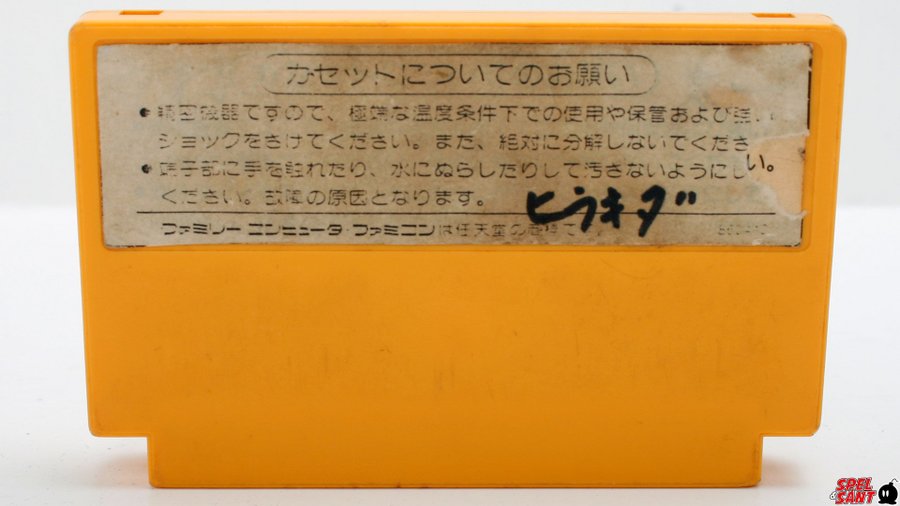 カセットについてのお願い
● 精密機器ですので、極端な温度条件下での使用や保管および強い
ショックをさけてください。また、絶対に分解しないでくださ
い。
● 端子部に手を触れたり、水にぬらしたりして汚さないようにし
ください。故障の原因となります。
ヒラキダ
ファミリーコンピュータ・ファミコンは任天堂の商標で
SPEL
SANT